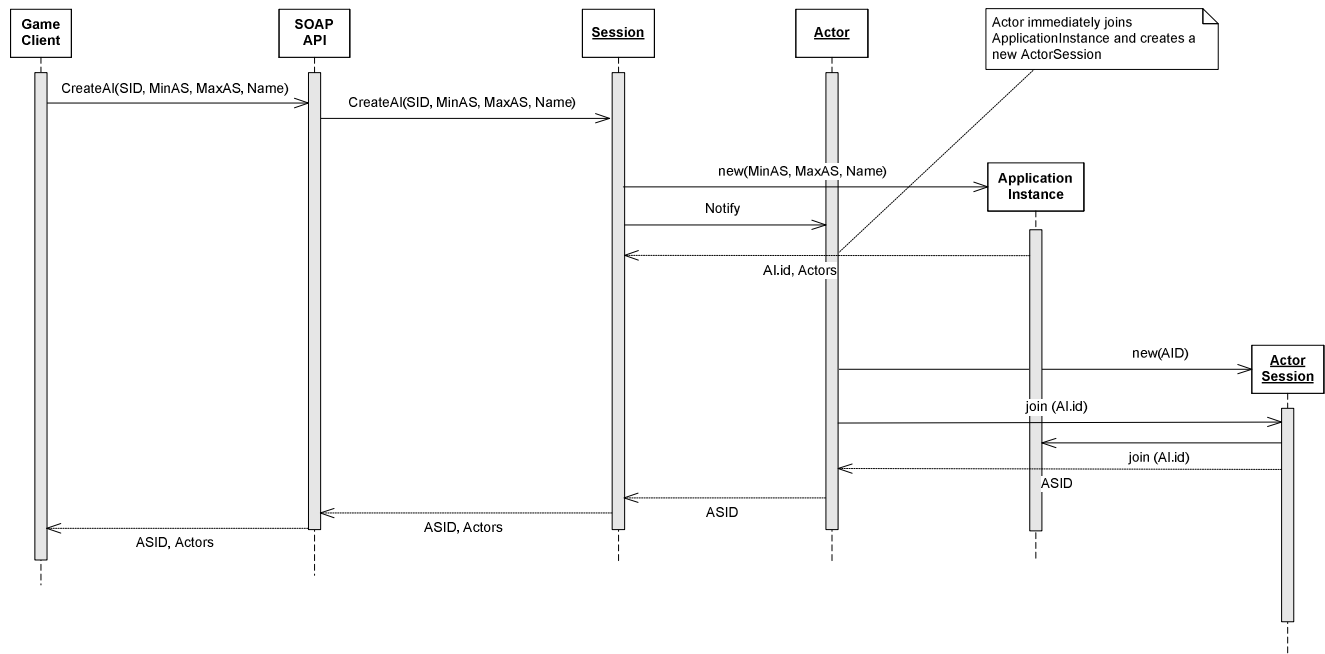 Game
Client
SOAP
API
Session
Actor
Actor immediately joins
ApplicationInstance and creates a
new ActorSession
CreateAI(SID, MinAS, MaxAS, Name)
CreateAI(SID, MinAS, MaxAS, Name)
new(MinAS, MaxAS, Name)
Application
Instance
Notify
AI.id, Actors
new(AID)
Actor
Session
join (AI.id)
join (AI.id)
ASID
ASID
ASID, Actors
ASID, Actors